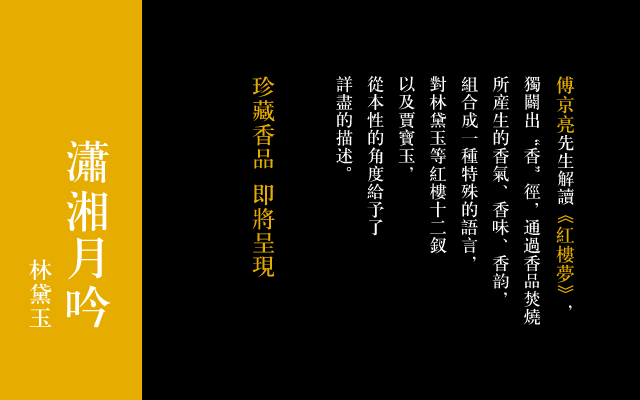 傅京亮先生解讀《紅樓夢》，
獨闢出“香”徑，通過香品焚燒
所産生的香氣、香味、香韵，
組合成一種特殊的語言，
對林黛玉等紅樓十二釵
以及賈寶玉，
從本性的角度給予了
詳盡的描述。
珍藏香品 即將呈現
瀟湘月吟
林黛玉